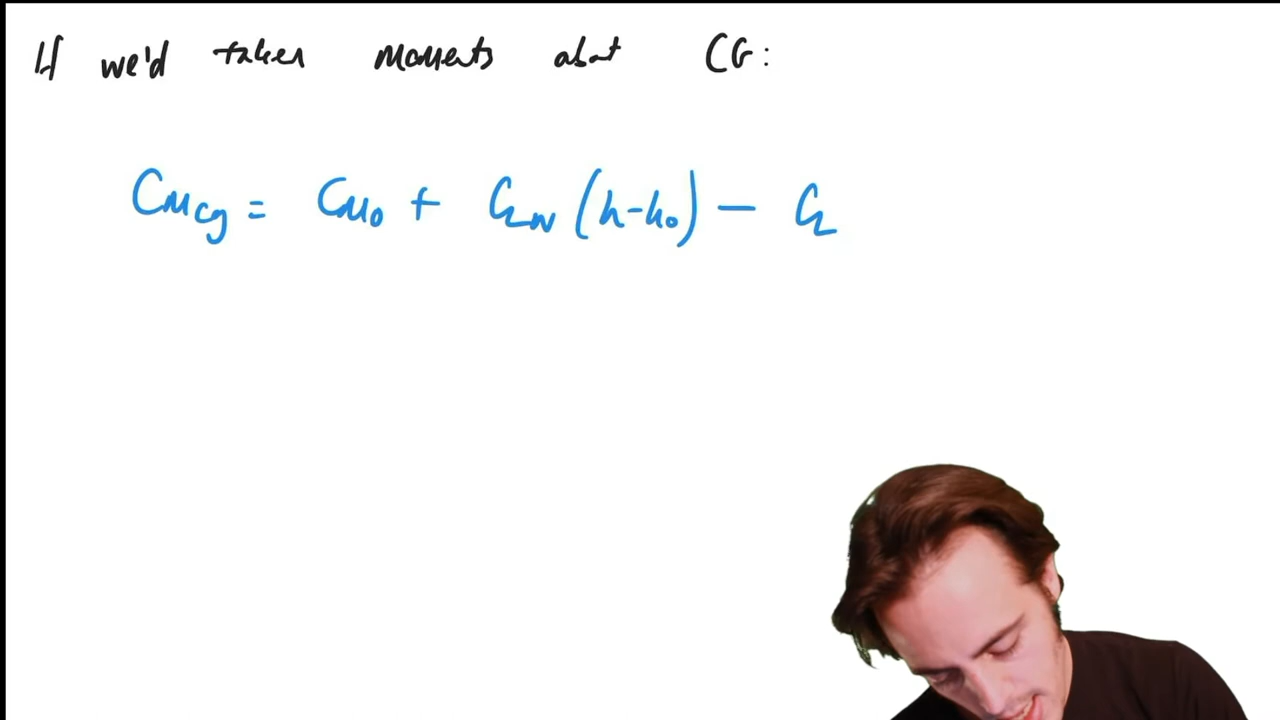 If we'd taken moments about CG:
CMcg = CM0 + CLW (h-h0) - CL